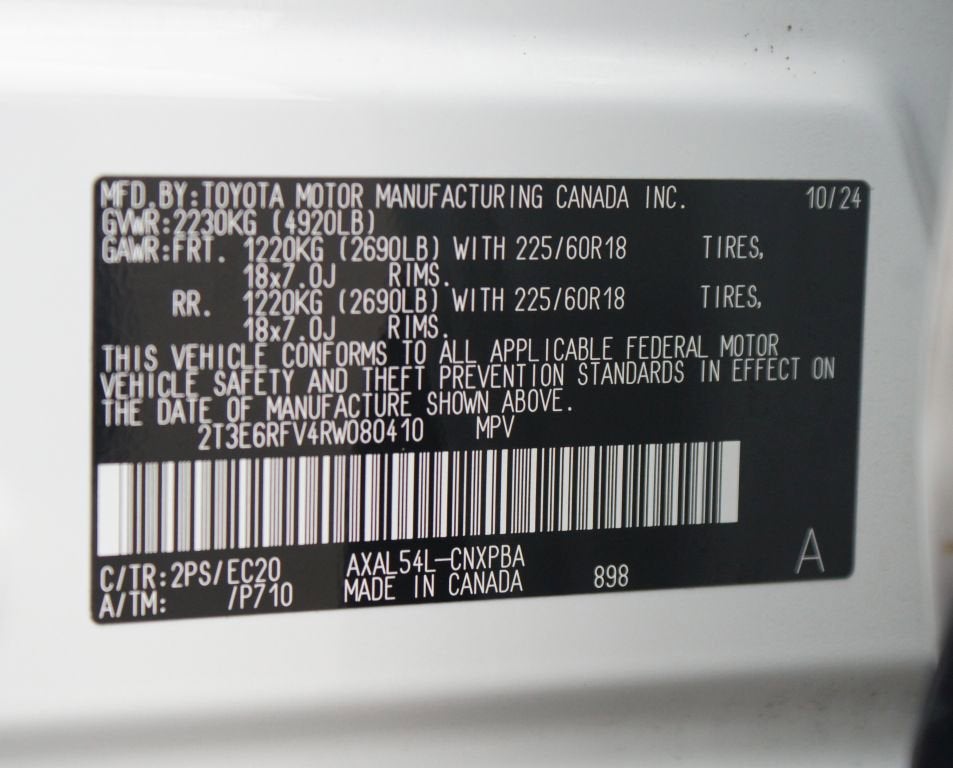 MFD.BY:TOYOTA MOTOR MANUFACTURING CANADA INC. 10/24
GVWR:2230KG (4920LB)
GAWR:FRT. 1220KG (2690LB) WITH 225/60R18 TIRES,
18x7.0J RIMS.
RR. 1220KG (2690LB) WITH 225/60R18 TIRES,
18x7.0J RIMS.
THIS VEHICLE CONFORMS TO ALL APPLICABLE FEDERAL MOTOR
VEHICLE SAFETY AND THEFT PREVENTION STANDARDS IN EFFECT ON
THE DATE OF MANUFACTURE SHOWN ABOVE.
2T3E6RFV4RW080410 MPV
C/TR:2PS/EC20 AXAL54L-CNXPBA
A/TM: /P710 MADE IN CANADA 898 A